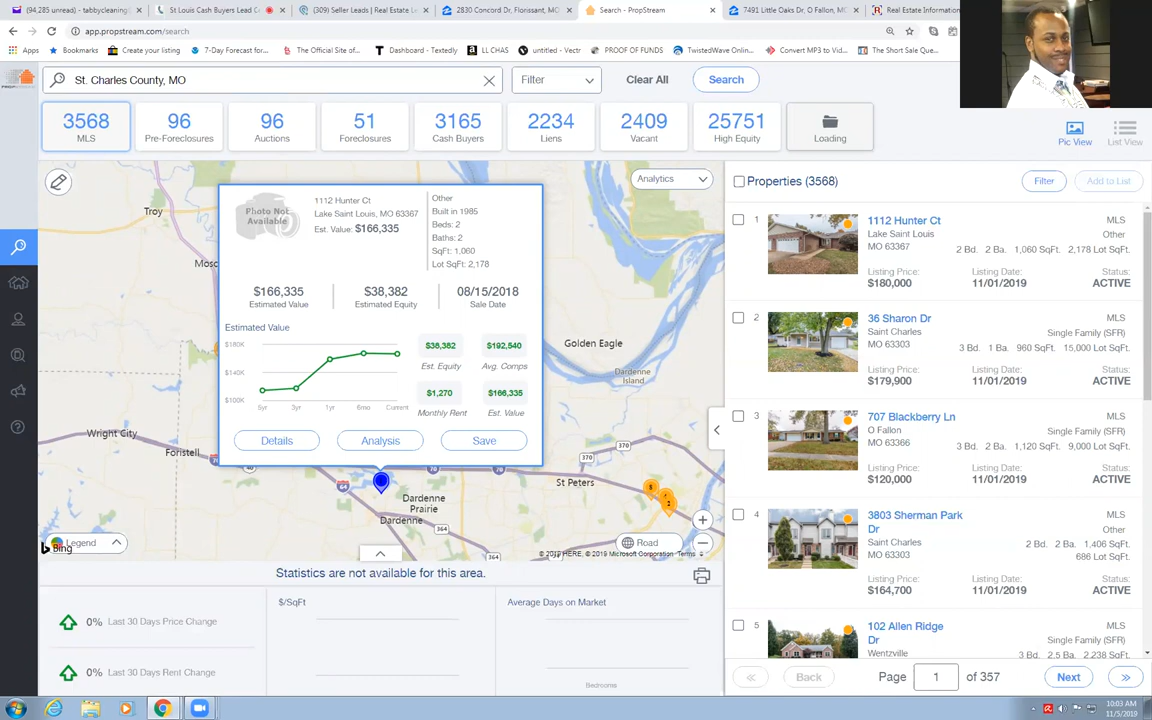 (94,285 unread) - tabbycleaning
St Louis Cash Buyers Lead C
(309) Seller Leads | Real Estate L
2830 Concord Dr, Florissant, MO
Search - PropStream
7491 Little Oaks Dr, O Fallon, MO
Real Estate Information
app.propstream.com/search
Apps
Bookmarks
Create your listing
7-Day Forecast for...
The Official Site of...
Dashboard - Textedly
LL CHAS
untitled - Vectr
PROOF OF FUNDS
TwistedWave Onlin...
Convert MP3 to Vid...
The Short Sale Que...
St. Charles County, MO
Filter
Clear All
Search
3568
MLS
96
Pre-Foreclosures
96
Auctions
51
Foreclosures
3165
Cash Buyers
2234
Liens
2409
Vacant
25751
High Equity
Loading
Pic View
List View
Troy
Mosc
Wright City
Foristell
Golden Eagle
Dardenne
Island
St Peters
Dardenne
Prairie
Dardenne
370
370
364
364
64
70
Analytics
Photo Not
Available
1112 Hunter Ct
Lake Saint Louis, MO 63367
Est. Value: $166,335
Other
Built in 1985
Beds: 2
Baths: 2
SqFt: 1,060
Lot SqFt: 2,178
$166,335
Estimated Value
$38,382
Estimated Equity
08/15/2018
Sale Date
Estimated Value
$180K
$140K
$100K
5yr
3yr
1yr
6mo
Current
$38,382
Est. Equity
$192,540
Avg. Comps
$1,270
Monthly Rent
$166,335
Est. Value
Details
Analysis
Save
Legend
Bing
Road
© 2019 HERE, © 2019 Microsoft Corporation Terms
Statistics are not available for this area.
0% Last 30 Days Price Change
0% Last 30 Days Rent Change
$/SqFt
Average Days on Market
Bedrooms
Properties (3568)
Filter
Add to List
1
1112 Hunter Ct
Lake Saint Louis
MO 63367
MLS
Other
2 Bd. 2 Ba. 1,060 SqFt. 2,178 Lot SqFt.
Listing Price:
$180,000
Listing Date:
11/01/2019
Status:
ACTIVE
2
36 Sharon Dr
Saint Charles
MO 63303
MLS
Single Family (SFR)
3 Bd. 1 Ba. 960 SqFt. 15,000 Lot SqFt.
Listing Price:
$179,900
Listing Date:
11/01/2019
Status:
ACTIVE
3
707 Blackberry Ln
O Fallon
MO 63366
MLS
Single Family (SFR)
3 Bd. 2 Ba. 1,120 SqFt. 9,000 Lot SqFt.
Listing Price:
$120,000
Listing Date:
11/01/2019
Status:
ACTIVE
4
3803 Sherman Park
Dr
Saint Charles
MO 63303
MLS
Other
2 Bd. 2 Ba. 1,406 SqFt.
686 Lot SqFt.
Listing Price:
$164,700
Listing Date:
11/01/2019
Status:
ACTIVE
5
102 Allen Ridge
Dr
Wentzville
MLS
Single Family (SFR)
3 Bd. 2.5 Ba. 2,238 SqFt.
Back
Page 1 of 357
Next
10:03 AM
11/5/2019